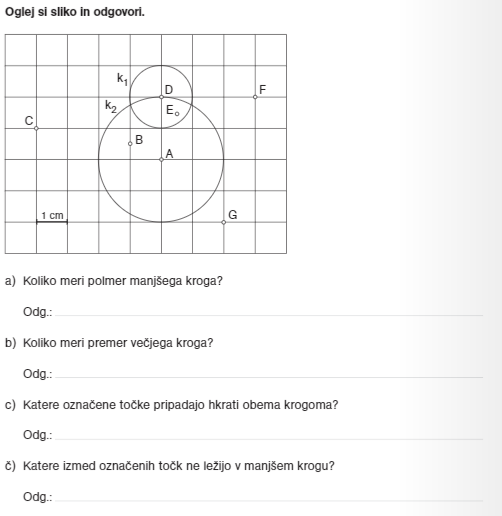 Oglej si sliko in odgovori.
k1
D
F
k2
E
C
B
A
1 cm
G
a) Koliko meri polmer manjšega kroga?
Odg.:
b) Koliko meri premer večjega kroga?
Odg.:
c) Katere označene točke pripadajo hkrati obema krogoma?
Odg.:
č) Katere izmed označenih točk ne ležijo v manjšem krogu?
Odg.: